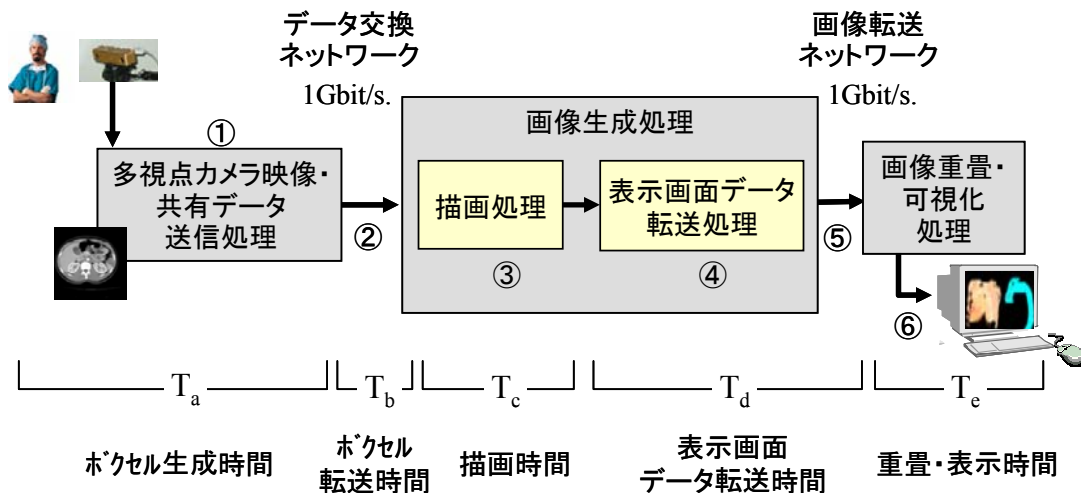 データ交換
ネットワーク
1Gbit/s.
画像転送
ネットワーク
1Gbit/s.
画像生成処理
①
多視点カメラ映像・
共有データ
送信処理
②
描画処理
③
表示画面データ
転送処理
④
⑤
画像重畳・
可視化
処理
⑥
Ta
Tb
Tc
Td
Te
ボクセル生成時間
ボクセル
転送時間
描画時間
表示画面
データ転送時間
重畳・表示時間